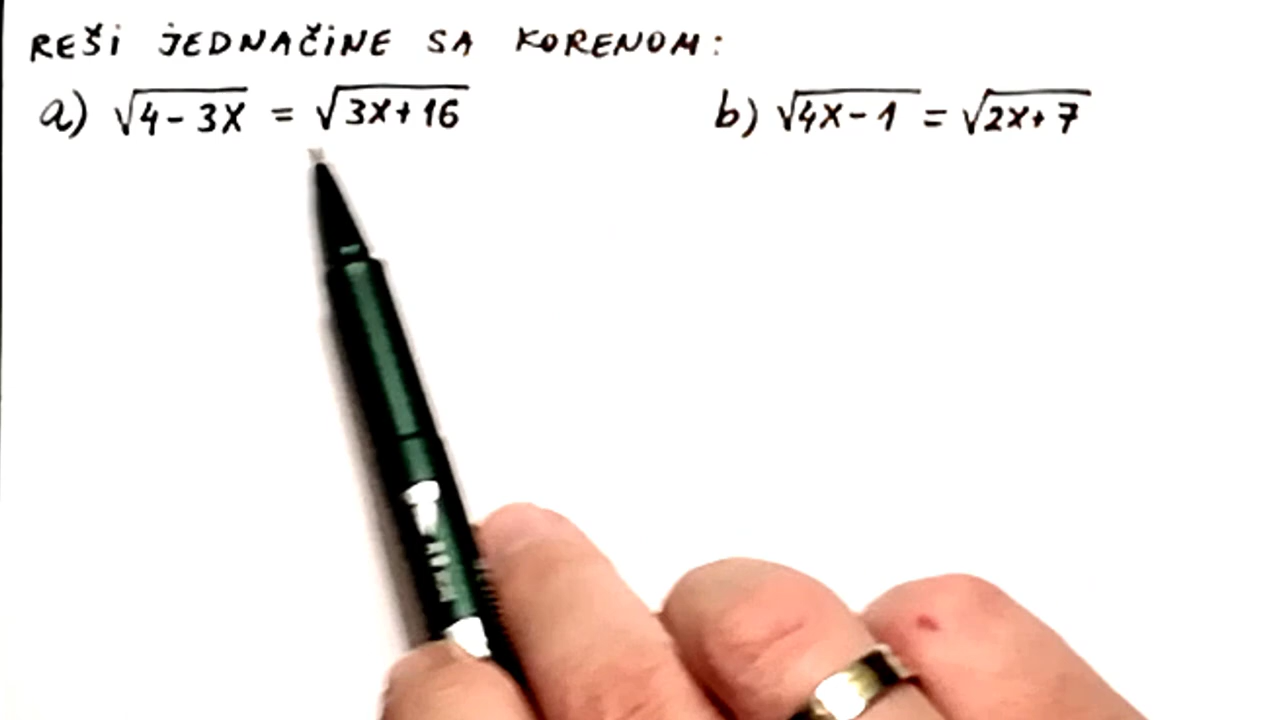 REŠI JEDNAČINE SA KORENOM:
a) √4-3X = √3X+16 b) √4X-1 = √2X+7